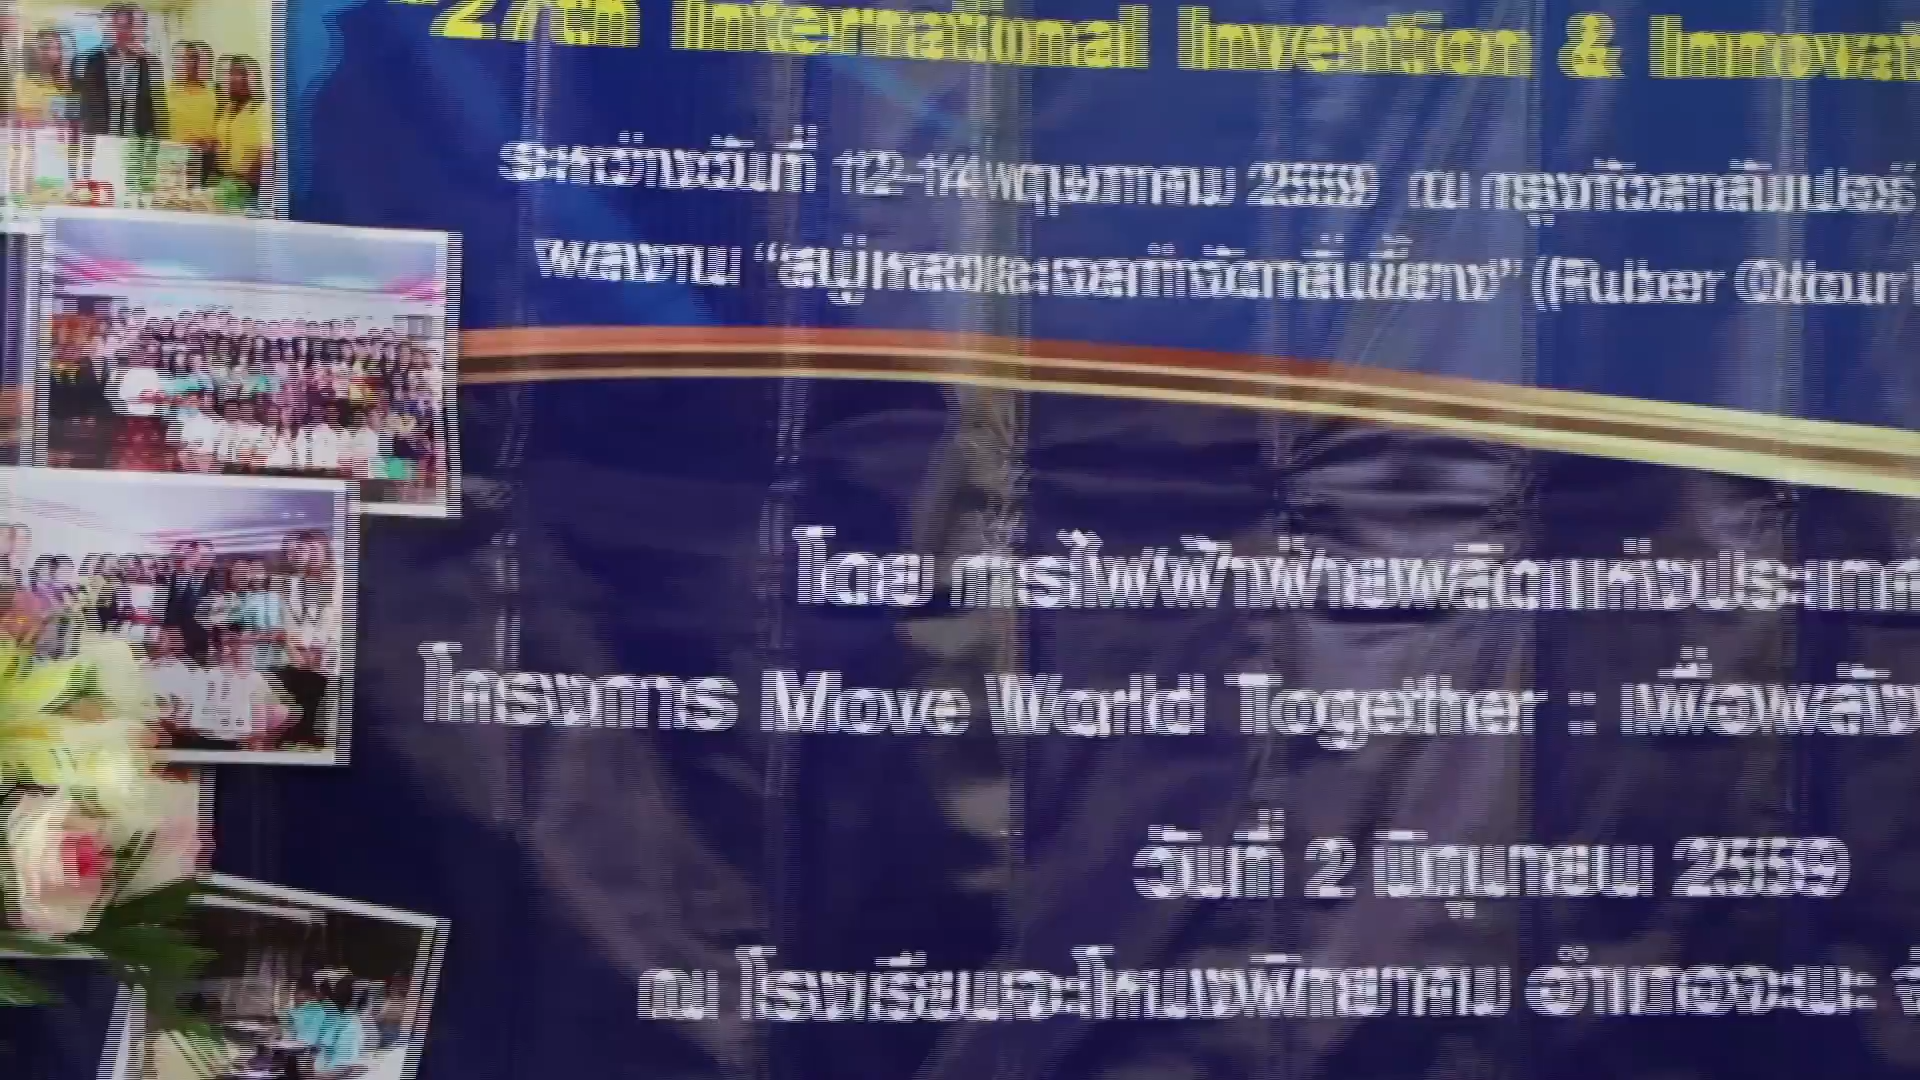 "27th International Invention & Innovat
ระหว่างวันที่ 12-14 พฤษภาคม 2559 ณ กรุงกัวลาลัมเปอร์
ผลงาน "สบู่เหลวและเจลกำจัดกลิ่นยาง" (Rubber Odour
โดย การไฟฟ้าฝ่ายผลิตแห่งประเทศ
โครงการ Move World Together :: เพื่อพลัง
วันที่ 2 มิถุนายน 2559
ณ โรงเรียนจะโหนงพิทยาคม อำเภอจะนะ